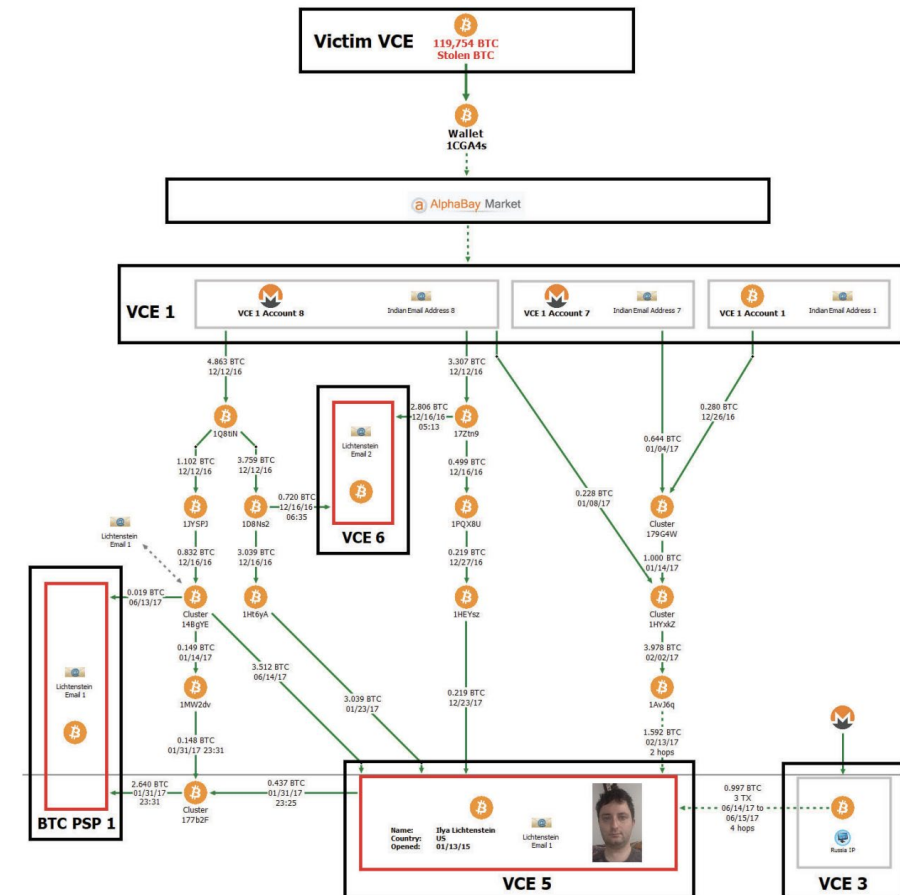 Victim VCE
119,754 BTC
Stolen BTC
Wallet
1CGA4s
a AlphaBay Market
VCE 1
VCE 1 Account 8
Indian Email Address 8
VCE 1 Account 7
Indian Email Address 7
VCE 1 Account 1
Indian Email Address 1
4.863 BTC
12/12/16
3.307 BTC
12/12/16
1Q8tiN
2.806 BTC
12/16/16
05:13
17Ztn9
0.280 BTC
12/26/16
Lichtenstein
Email 2
VCE 6
1.102 BTC
12/12/16
3.759 BTC
12/12/16
0.499 BTC
12/16/16
0.644 BTC
01/04/17
0.228 BTC
01/08/17
0.720 BTC
12/16/16
06:35
1JYSPJ
1D8Ns2
1PQX8U
Cluster
179G4W
Lichtenstein
Email 1
0.832 BTC
12/16/16
3.039 BTC
12/16/16
0.219 BTC
12/27/16
1.000 BTC
01/14/17
0.019 BTC
06/13/17
Cluster
14BgYE
1Ht6yA
1HEYsz
Cluster
1HYxkZ
0.149 BTC
01/14/17
3.512 BTC
06/14/17
3.039 BTC
01/23/17
0.219 BTC
12/23/17
3.978 BTC
02/02/17
Lichtenstein
Email 1
1MW2dv
1AvJ6q
0.148 BTC
01/31/17 23:31
1.592 BTC
02/13/17
2 hops
2.640 BTC
01/31/17
23:31
Cluster
177b2F
0.437 BTC
01/31/17
23:25
BTC PSP 1
Name: Ilya Lichtenstein
Country: US
Opened: 01/13/15
Lichtenstein
Email 1
VCE 5
0.997 BTC
3 TX
06/14/17 to
06/15/17
4 hops
Russia IP
VCE 3